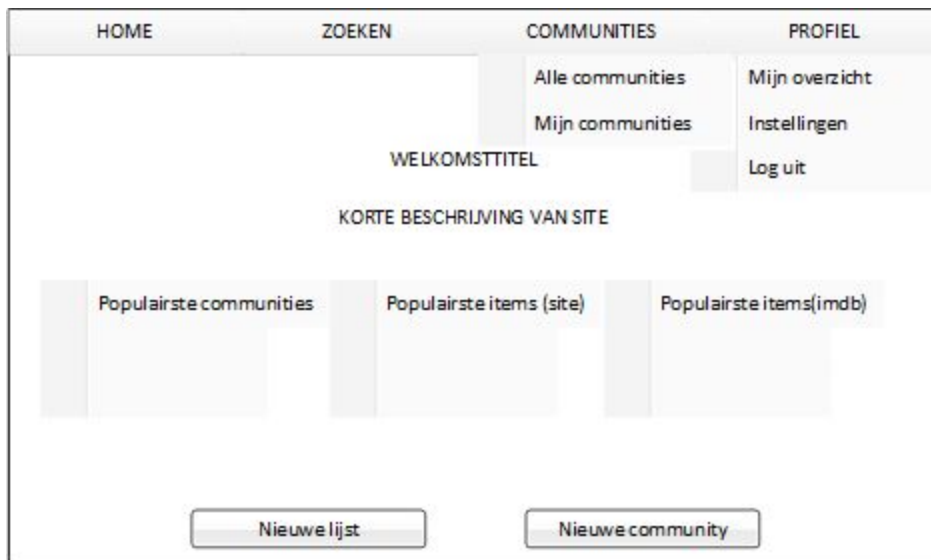 HOME ZOEKEN COMMUNITIES PROFIEL
Alle communities Mijn overzicht
Mijn communities Instellingen
WELKOMSTTITEL Log uit
KORTE BESCHRIJVING VAN SITE
Populairste communities Populairste items (site) Populairste items(imdb)
Nieuwe lijst Nieuwe community